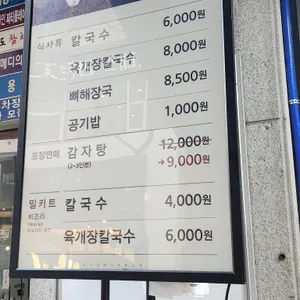 식사류 칼국수 6,000원
육개장칼국수 8,000원
뼈해장국 8,500원
공기밥 1,000원
포장판매 감자탕 12,000원
(2~3인분) →9,000원
밀키트 칼국수 4,000원
비조리
육개장칼국수 6,000원